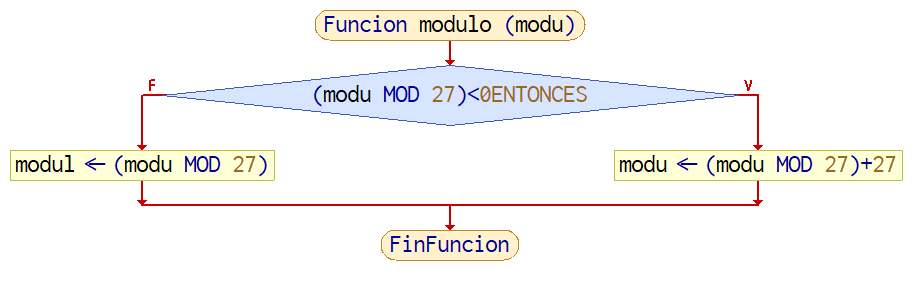 Funcion modulo (modu)
F
V
(modu MOD 27)<0ENTONCES
modul ← (modu MOD 27)
modu ← (modu MOD 27)+27
FinFuncion